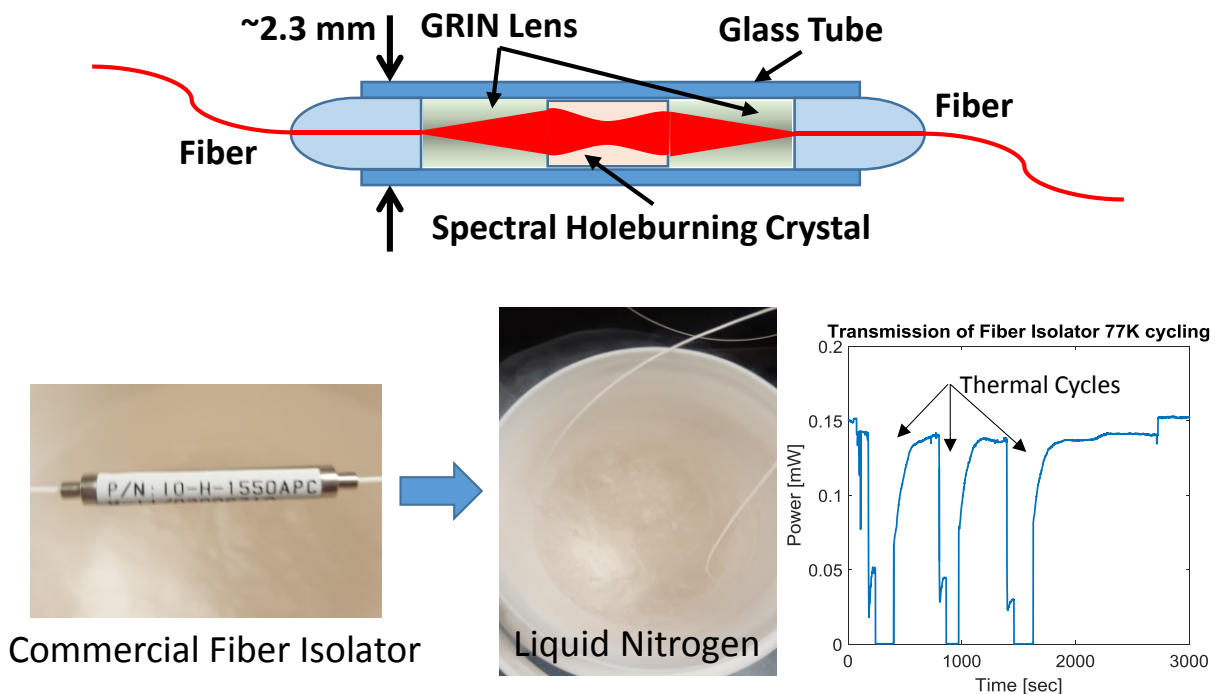 ~2.3 mm
GRIN Lens
Glass Tube
Fiber
Fiber
Spectral Holeburning Crystal
P/N:IO-H-1550APC
Commercial Fiber Isolator
Liquid Nitrogen
Transmission of Fiber Isolator 77K cycling
Thermal Cycles
Power [mW]
0.2
0.15
0.1
0.05
0
0
1000
2000
3000
Time [sec]